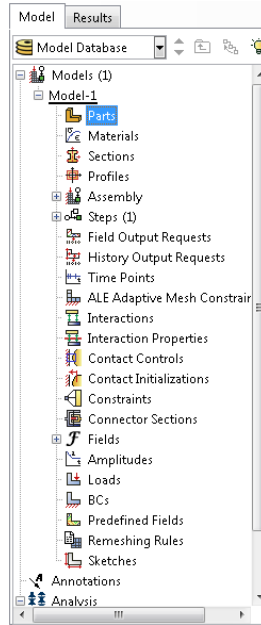 Model Results
Model Database
Models (1)
Model-1
Parts
Materials
Sections
Profiles
Assembly
Steps (1)
Field Output Requests
History Output Requests
Time Points
ALE Adaptive Mesh Constrair
Interactions
Interaction Properties
Contact Controls
Contact Initializations
Constraints
Connector Sections
Fields
Amplitudes
Loads
BCs
Predefined Fields
Remeshing Rules
Sketches
Annotations
Analysis